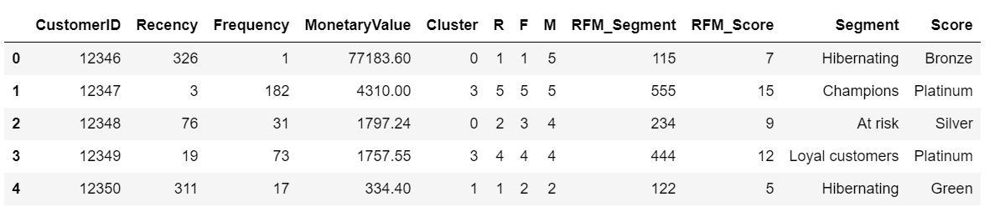 CustomerID Recency Frequency MonetaryValue Cluster R F M RFM_Segment RFM_Score Segment Score
0 12346 326 1 77183.60 0 1 1 5 115 7 Hibernating Bronze
1 12347 3 182 4310.00 3 5 5 5 555 15 Champions Platinum
2 12348 76 31 1797.24 0 2 3 4 234 9 At risk Silver
3 12349 19 73 1757.55 3 4 4 4 444 12 Loyal customers Platinum
4 12350 311 17 334.40 1 1 2 2 122 5 Hibernating Green